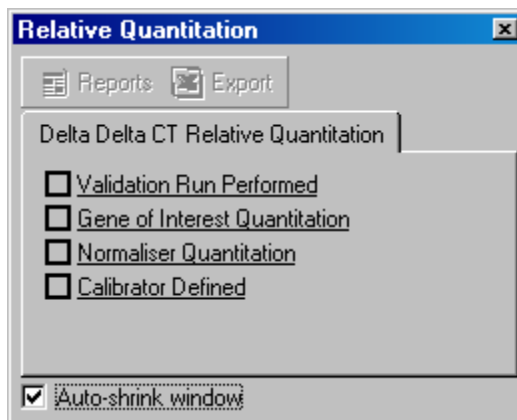 Relative Quantitation
Reports Export
Delta Delta CT Relative Quantitation
Validation Run Performed
Gene of Interest Quantitation
Normaliser Quantitation
Calibrator Defined
Auto-shrink window